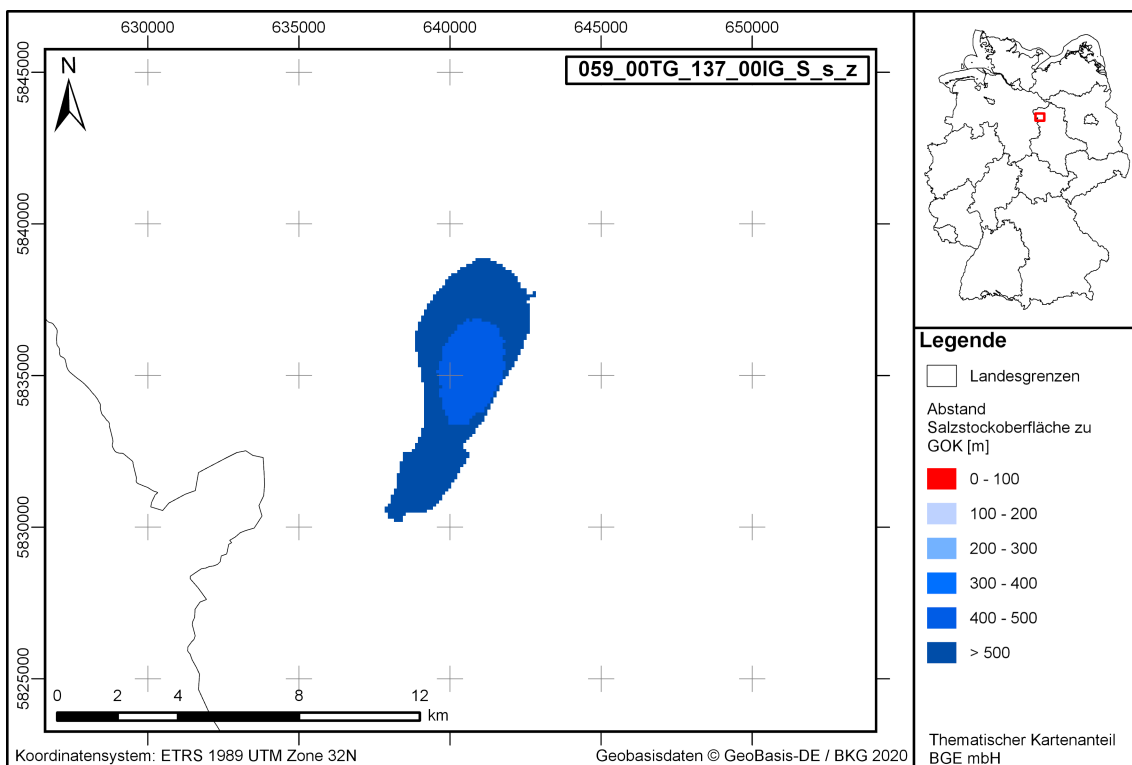 630000
635000
640000
645000
650000
059_00TG_137_00IG_S_s_z
N
5845000
5840000
5835000
5830000
5825000
0
2
4
8
12
km
Koordinatensystem: ETRS 1989 UTM Zone 32N
Geobasisdaten © GeoBasis-DE / BKG 2020
Legende
Landesgrenzen
Abstand
Salzstockoberfläche zu
GOK [m]
0 - 100
100 - 200
200 - 300
300 - 400
400 - 500
> 500
Thematischer Kartenanteil
BGE mbH